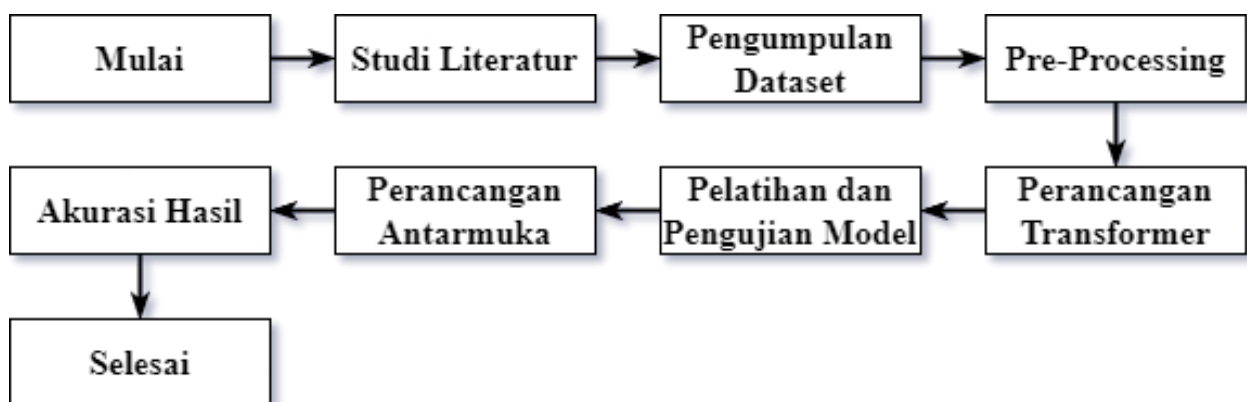 Mulai
Studi Literatur
Pengumpulan
Dataset
Pre-Processing
Perancangan
Transformer
Pelatihan dan
Pengujian Model
Perancangan
Antarmuka
Akurasi Hasil
Selesai